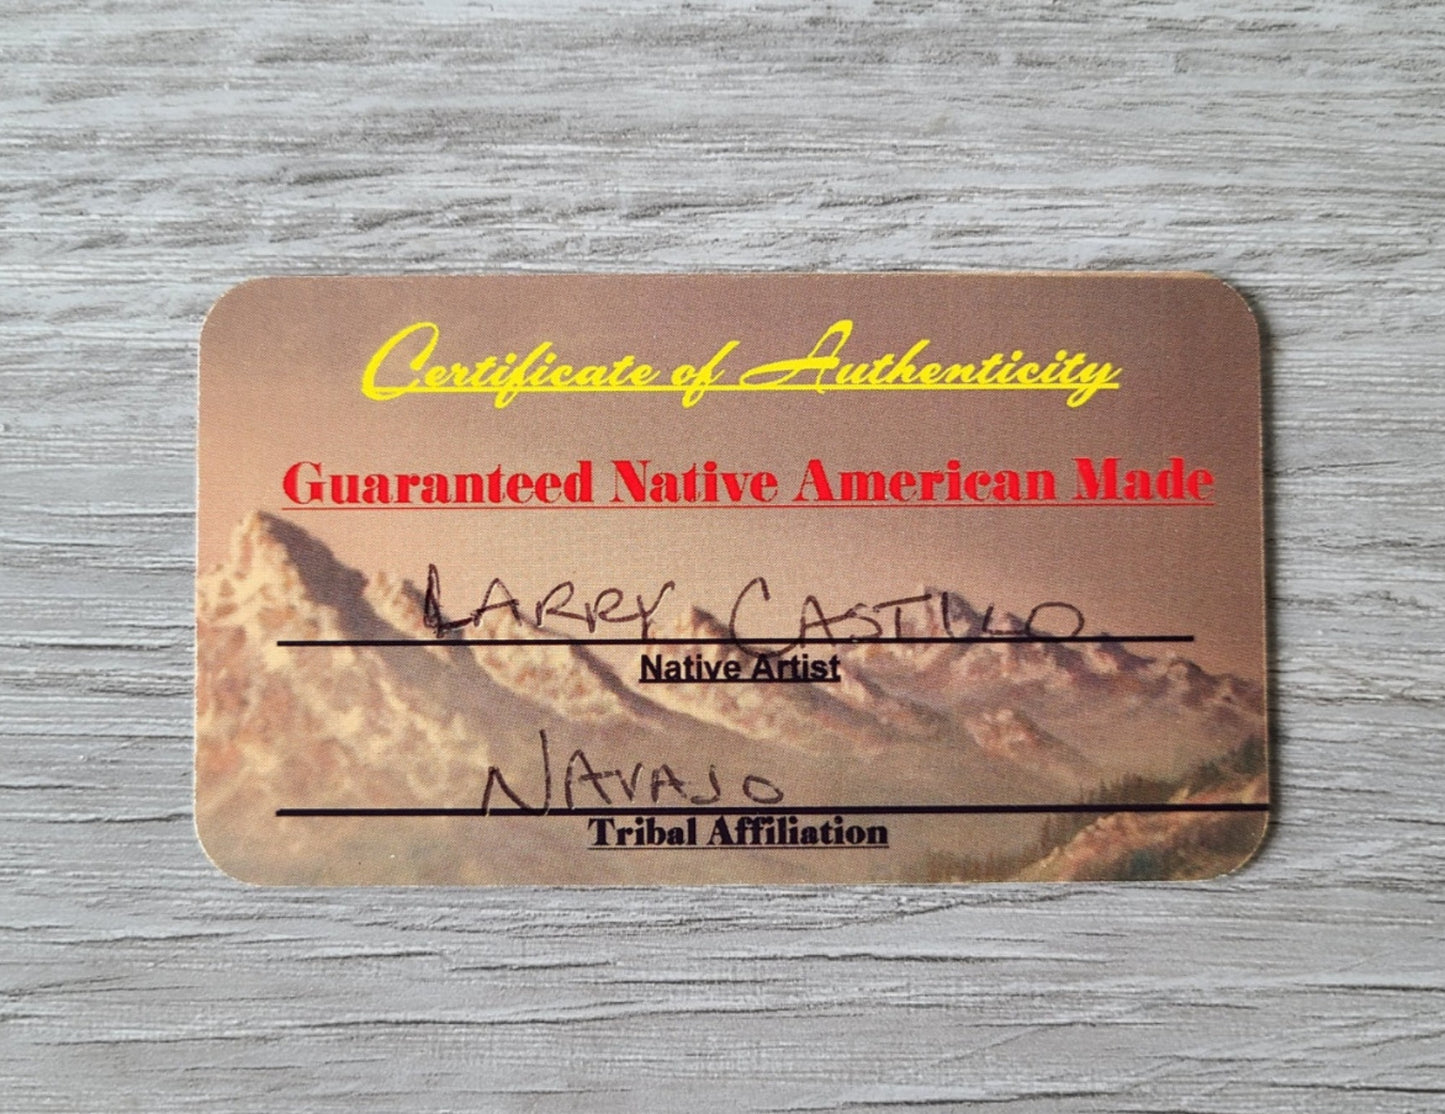 Certificate of Authenticity
Guaranteed Native American Made
LARRY CASTILLO
Native Artist
NAVAJO
Tribal Affiliation